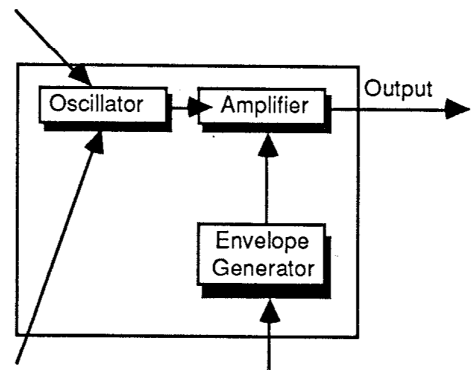 Output
Oscillator
Amplifier
Envelope
Generator